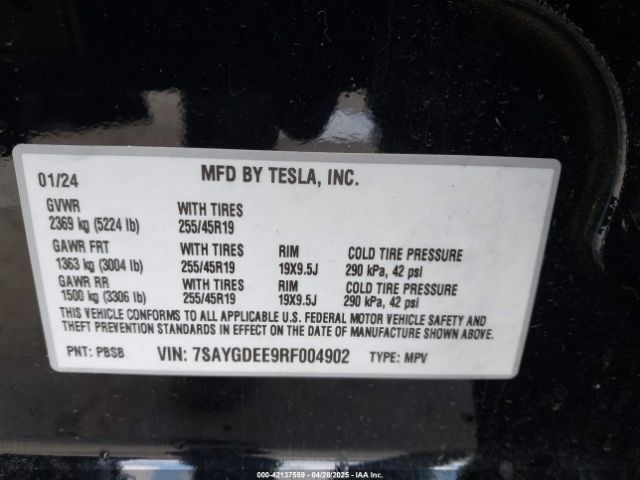 01/24 MFD BY TESLA, INC.
GVWR WITH TIRES
2369 kg (5224 lb) 255/45R19
GAWR FRT WITH TIRES RIM COLD TIRE PRESSURE
1363 kg (3004 lb) 255/45R19 19X9.5J 290 kPa, 42 psi
GAWR RR WITH TIRES RIM COLD TIRE PRESSURE
1500 kg (3306 lb) 255/45R19 19X9.5J 290 kPa, 42 psi
THIS VEHICLE CONFORMS TO ALL APPLICABLE U.S. FEDERAL MOTOR VEHICLE SAFETY AND
THEFT PREVENTION STANDARDS IN EFFECT ON THE DATE OF MANUFACTURE SHOWN ABOVE.
PNT: PBSB VIN: 7SAYGDEE9RF004902 TYPE: MPV
000-42137559 - 04/28/2025 - IAAI.COM